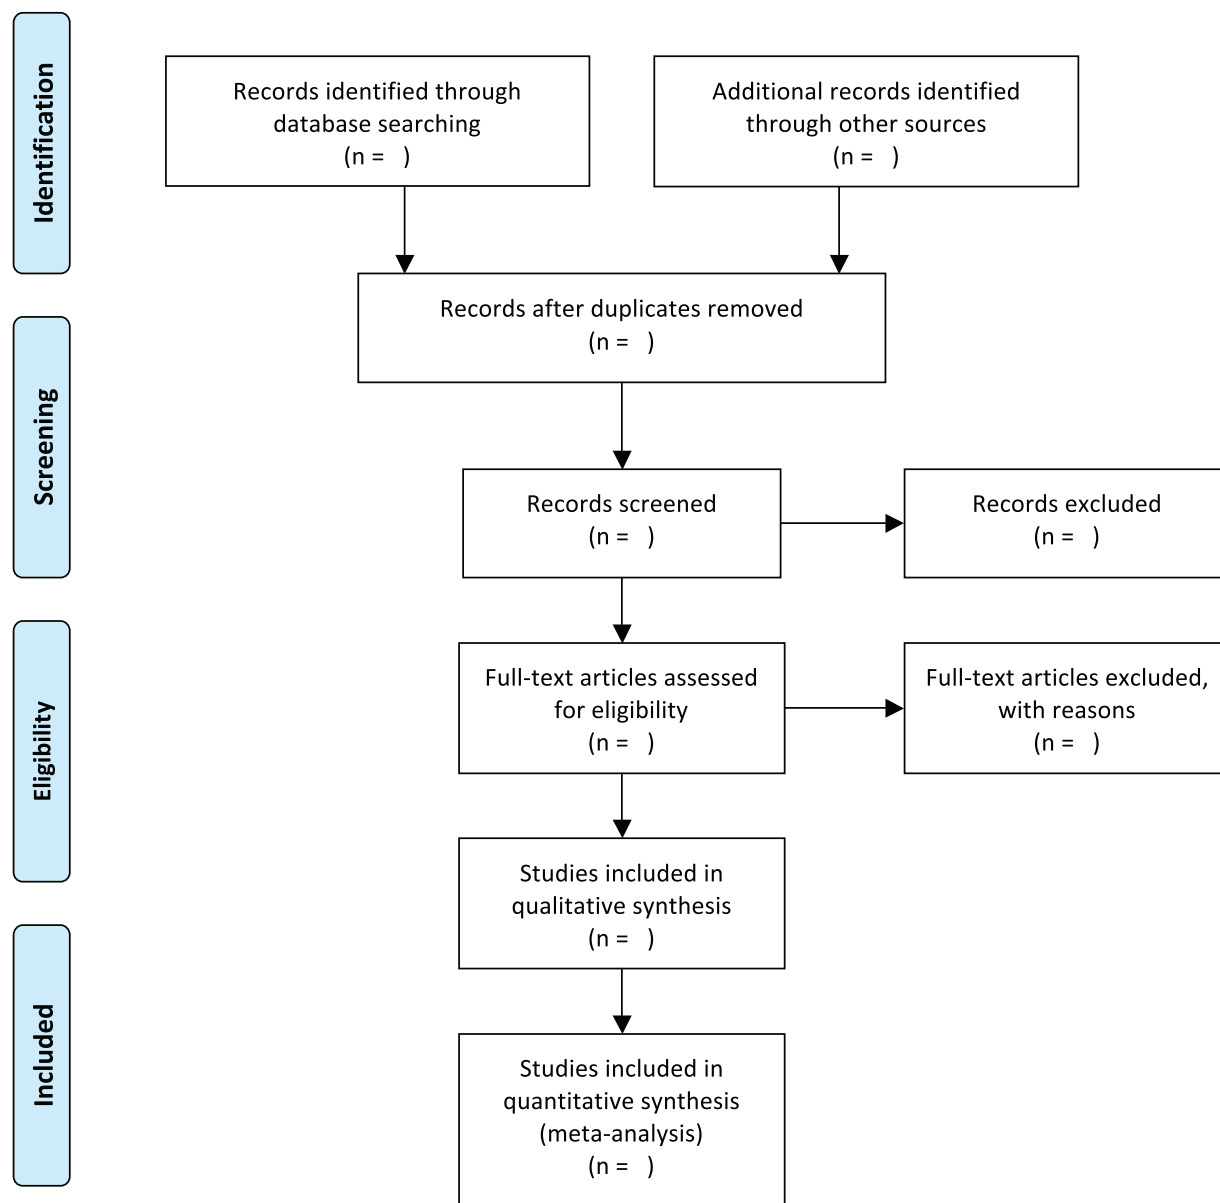 Identification
Records identified through
database searching
(n =   )
Additional records identified
through other sources
(n =   )
Records after duplicates removed
(n =   )
Screening
Records screened
(n =   )
Records excluded
(n =   )
Eligibility
Full-text articles assessed
for eligibility
(n =   )
Full-text articles excluded,
with reasons
(n =   )
Studies included in
qualitative synthesis
(n =   )
Included
Studies included in
quantitative synthesis
(meta-analysis)
(n =   )